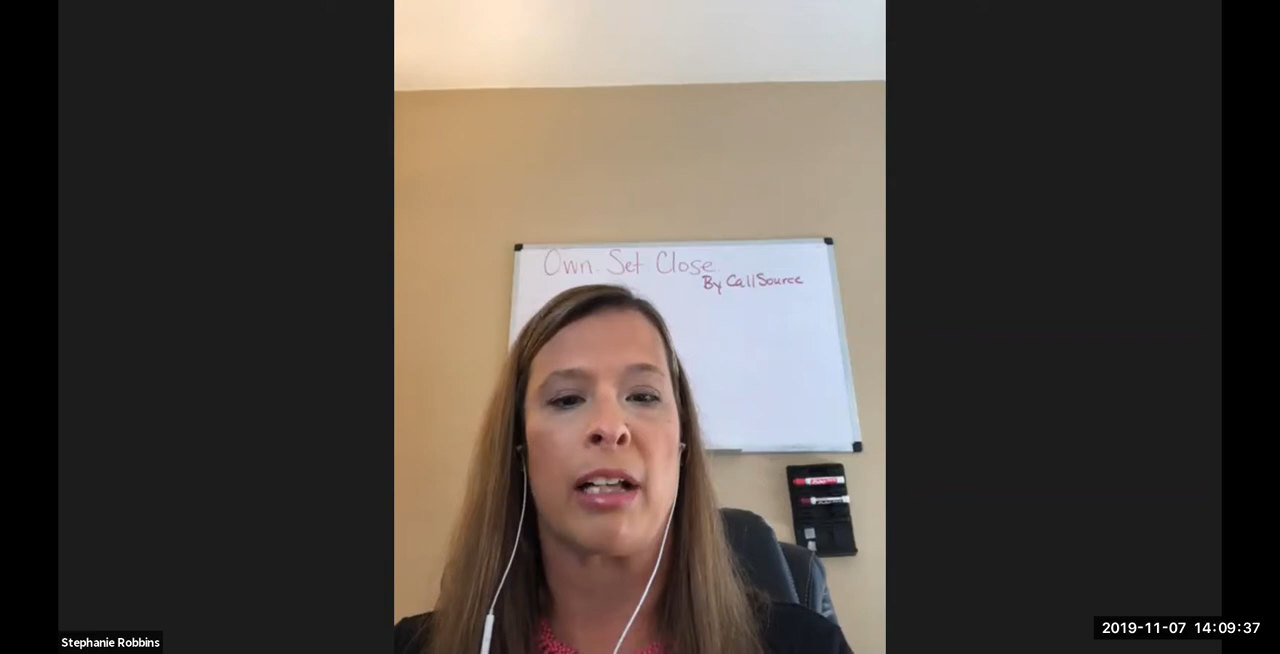 Own. Set Close
By CallSource
Stephanie Robbins
2019-11-07 14:09:37